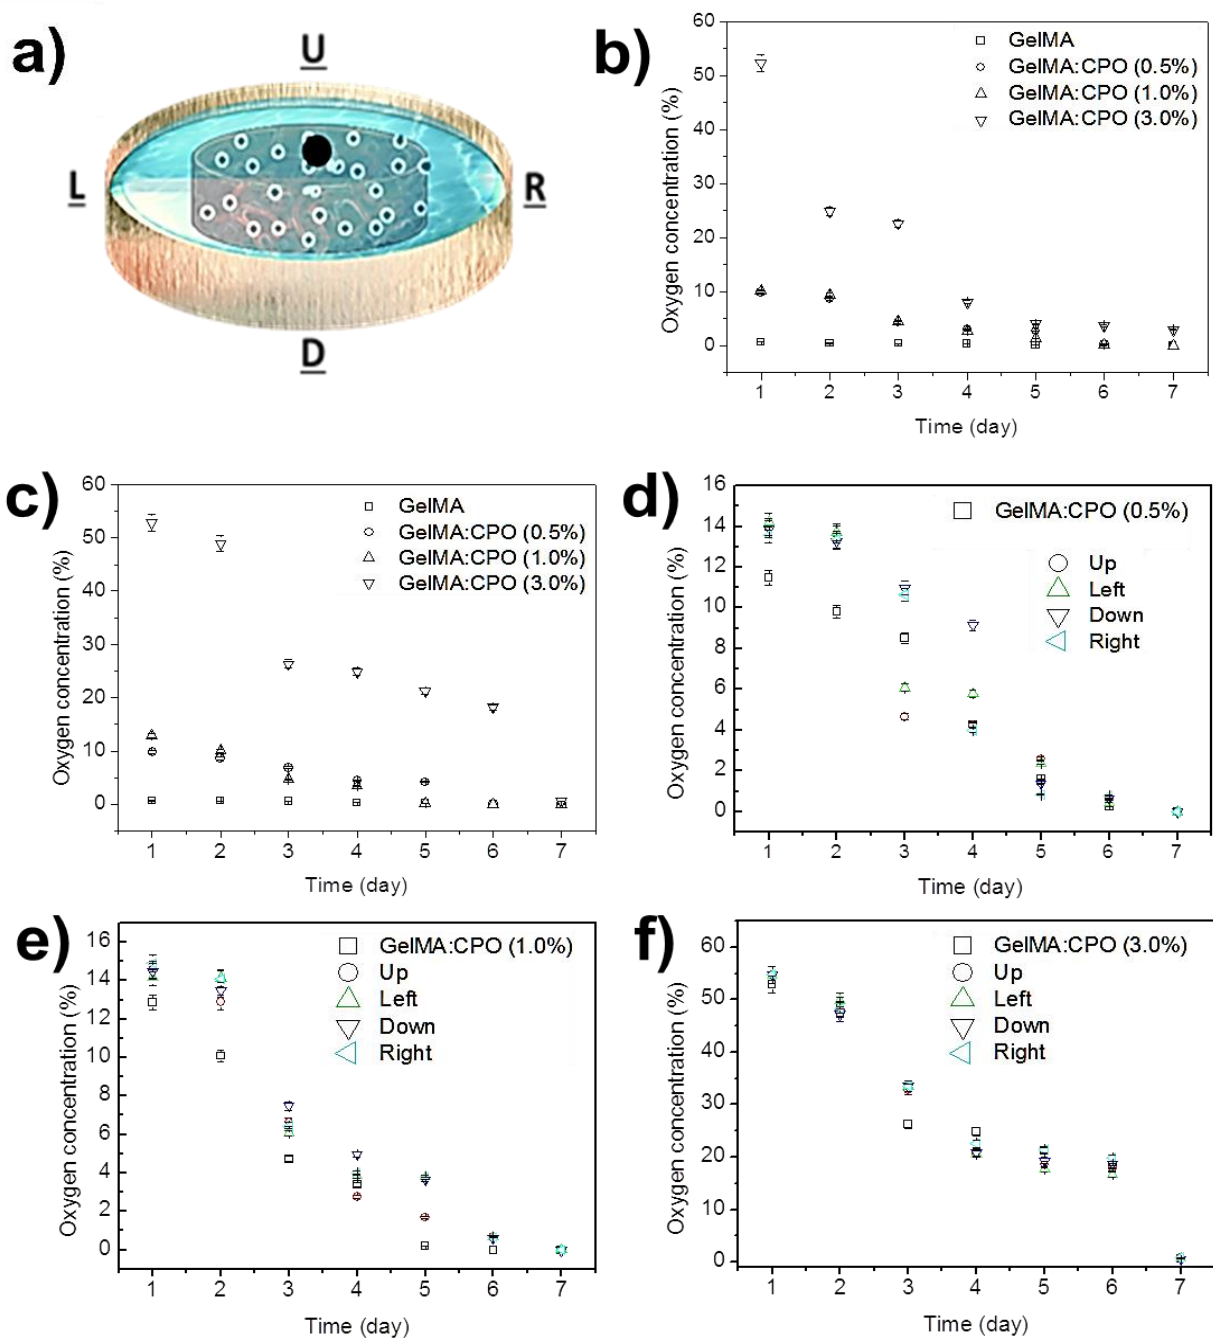 a)
U
L
R
D
b)
Oxygen concentration (%)
60
50
40
30
20
10
0
GelMA
GelMA:CPO (0.5%)
GelMA:CPO (1.0%)
GelMA:CPO (3.0%)
1 2 3 4 5 6 7
Time (day)
c)
Oxygen concentration (%)
60
50
40
30
20
10
0
GelMA
GelMA:CPO (0.5%)
GelMA:CPO (1.0%)
GelMA:CPO (3.0%)
1 2 3 4 5 6 7
Time (day)
d)
Oxygen concentration (%)
16
14
12
10
8
6
4
2
0
GelMA:CPO (0.5%)
Up
Left
Down
Right
1 2 3 4 5 6 7
Time (day)
e)
Oxygen concentration (%)
16
14
12
10
8
6
4
2
0
GelMA:CPO (1.0%)
Up
Left
Down
Right
1 2 3 4 5 6 7
Time (day)
f)
Oxygen concentration (%)
60
50
40
30
20
10
0
GelMA:CPO (3.0%)
Up
Left
Down
Right
1 2 3 4 5 6 7
Time (day)